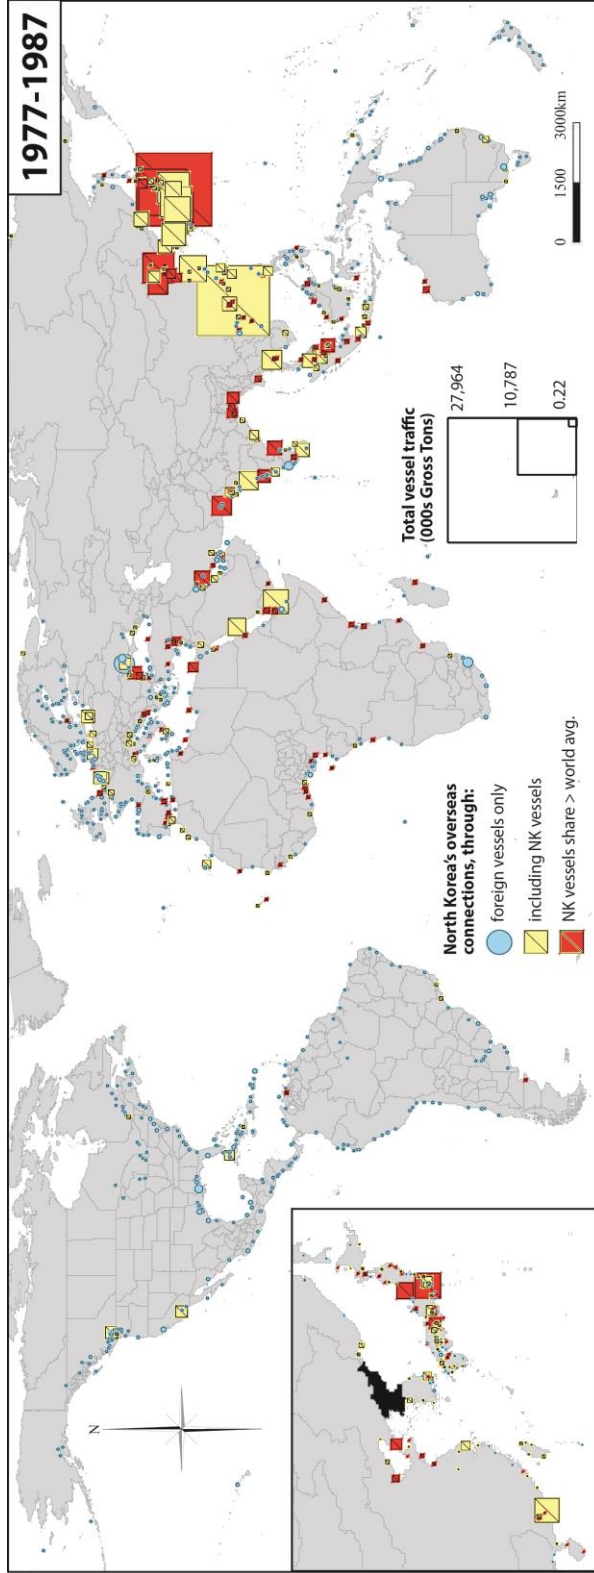 1977-1987
N
North Korea's overseas
connections, through:
foreign vessels only
including NK vessels
NK vessels share > world avg.
Total vessel traffic
(000s Gross Tons)
27,964
10,787
0.22
0 1500 3000km